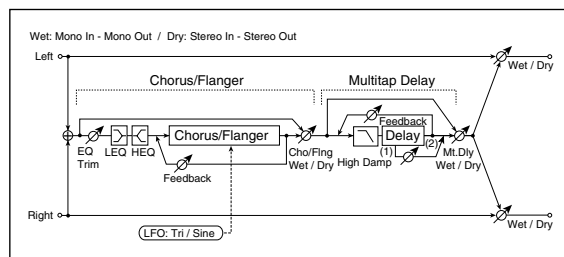 Wet: Mono In - Mono Out / Dry: Stereo In - Stereo Out
Left
Wet / Dry
Chorus/Flanger
Multitap Delay
Feedback
EQ
Trim
LEQ
HEQ
Chorus/Flanger
Cho/Flng
Wet / Dry
High Damp
Delay
(1)
(2)
Mt.Dly
Wet / Dry
Feedback
Right
LFO: Tri / Sine
Wet / Dry